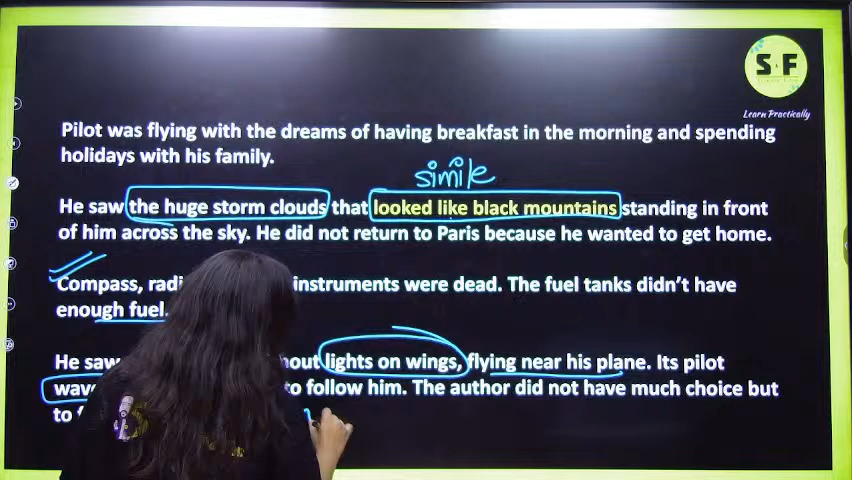 S F
Learn Practically
Pilot was flying with the dreams of having breakfast in the morning and spending
holidays with his family.
simile
He saw the huge storm clouds that looked like black mountains standing in front
of him across the sky. He did not return to Paris because he wanted to get home.
Compass, instruments were dead. The fuel tanks didn't have
enough fuel.
He saw lights on wings, flying near his plane. Its pilot
to follow him. The author did not have much choice but
to